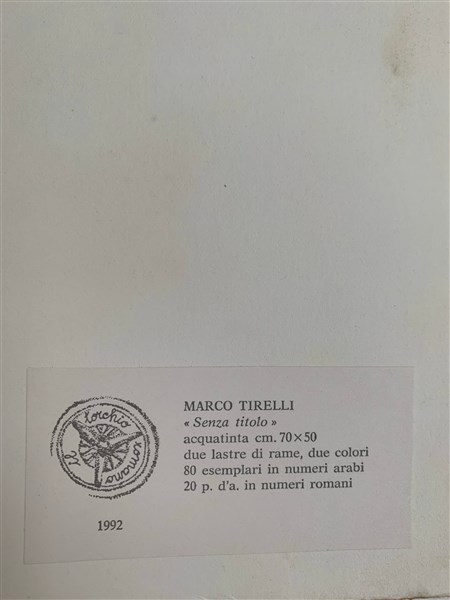 il torchio romano
1992
MARCO TIRELLI
« Senza titolo »
acquatinta cm. 70×50
due lastre di rame, due colori
80 esemplari in numeri arabi
20 p. d'a. in numeri romani